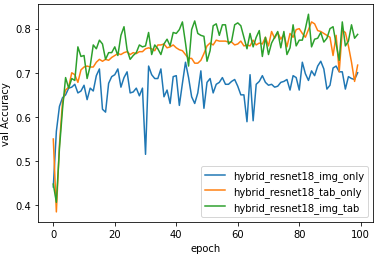 val Accuracy
0.8
0.7
0.6
0.5
0.4
0
20
40
60
80
100
epoch
hybrid_resnet18_img_only
hybrid_resnet18_tab_only
hybrid_resnet18_img_tab